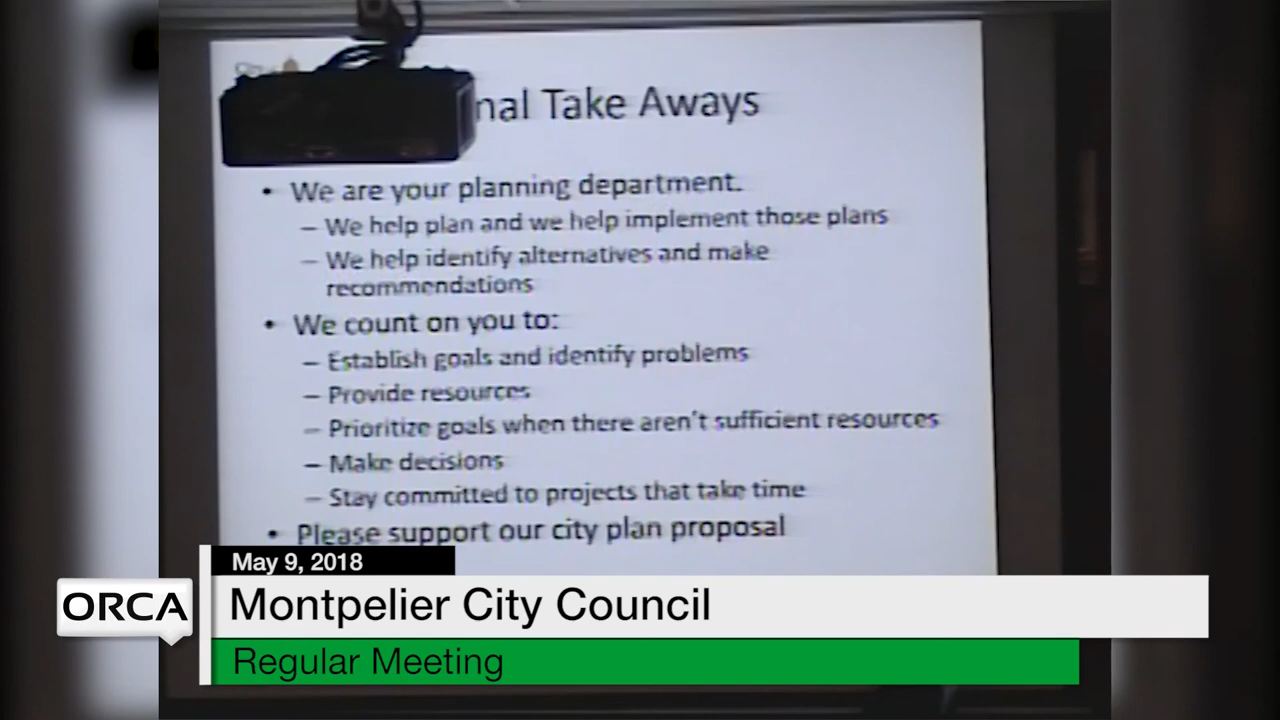 nal Take Aways
• We are your planning department.
– We help plan and we help implement those plans
– We help identify alternatives and make
recommendations
• We count on you to:
– Establish goals and identify problems
– Provide resources
– Prioritize goals when there aren't sufficient resources
– Make decisions
– Stay committed to projects that take time
• Please support our city plan proposal
May 9, 2018
ORCA
Montpelier City Council
Regular Meeting